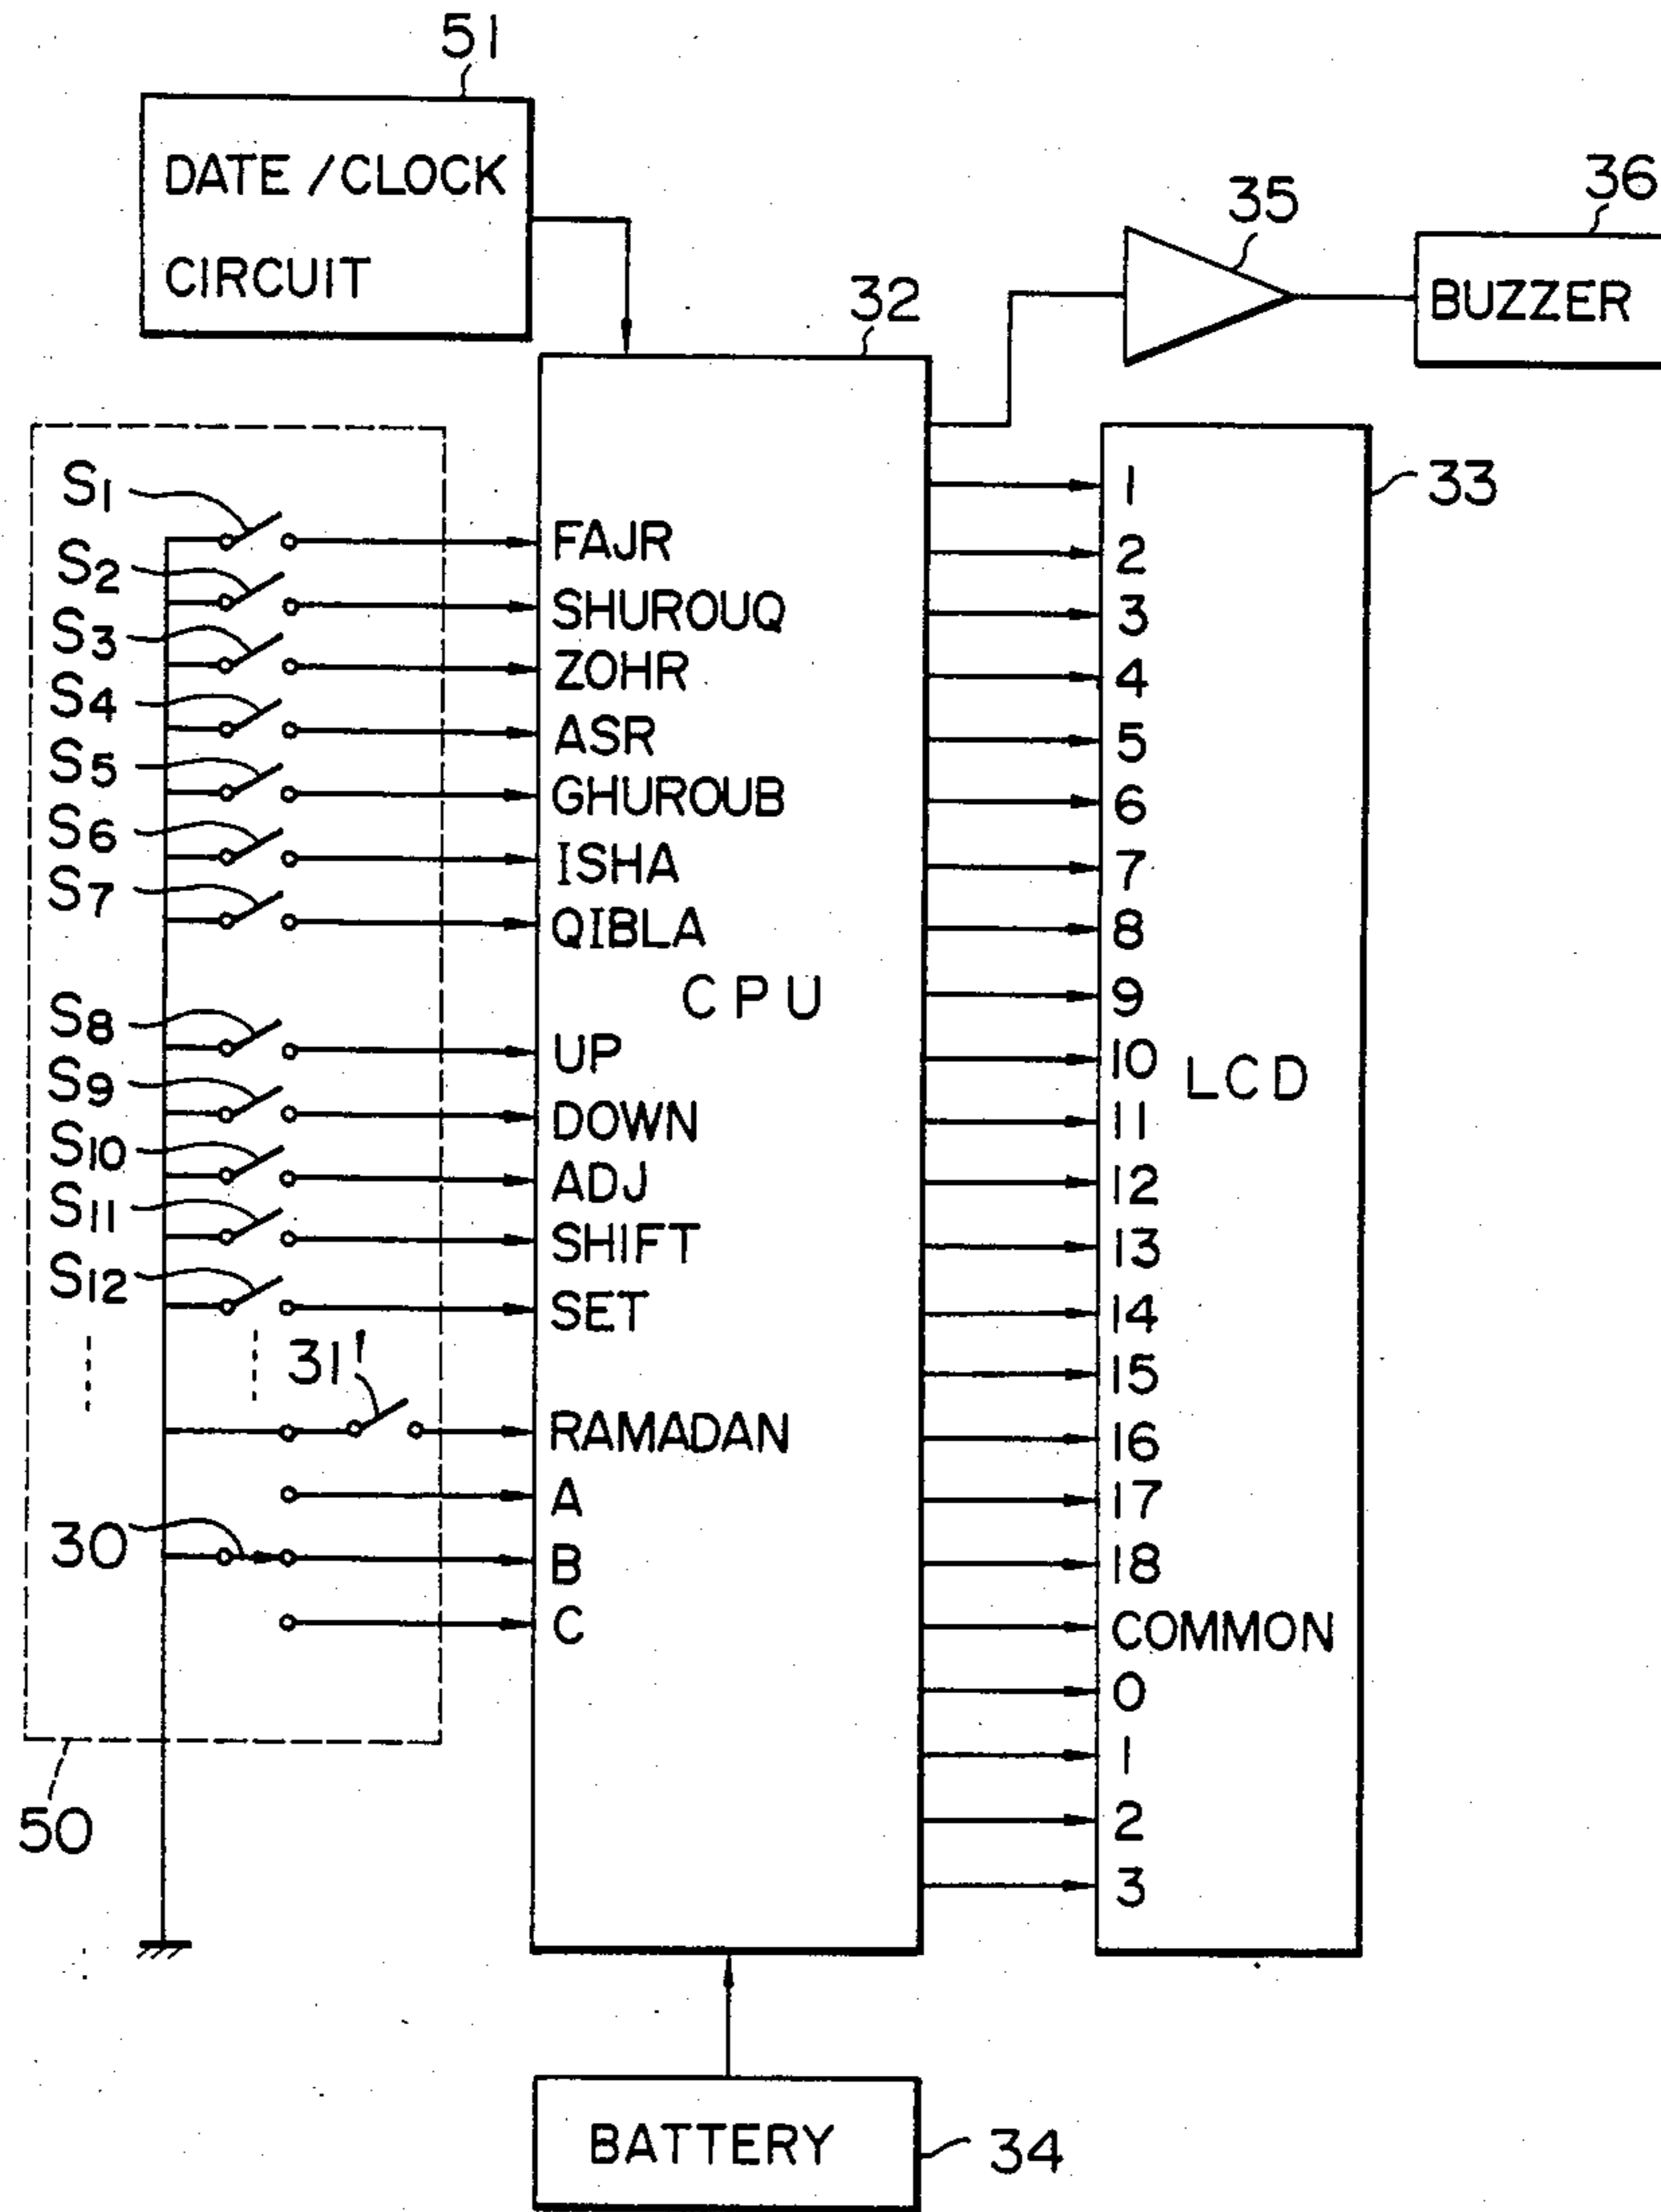 51
DATE /CLOCK
CIRCUIT
35
36
BUZZER
32
33
S1
S2
S3
S4
S5
S6
S7
S8
S9
S10
S11
S12
31'
30
50
FAJR
SHUROUQ
ZOHR
ASR
GHUROUB
ISHA
QIBLA
CPU
UP
DOWN
ADJ
SHIFT
SET
RAMADAN
A
B
C
1
2
3
4
5
6
7
8
9
10
LCD
11
12
13
14
15
16
17
18
COMMON
0
1
2
3
BATTERY
34